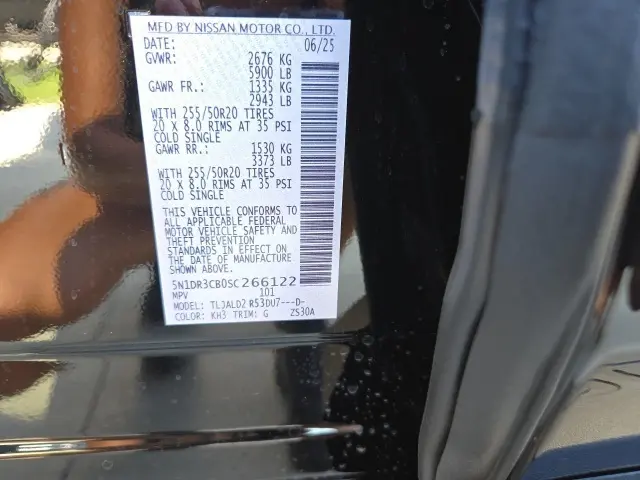 MFD BY NISSAN MOTOR CO., LTD.
DATE: 06/25
GVWR: 2676 KG
5900 LB
GAWR FR.: 1335 KG
2943 LB
WITH 255/50R20 TIRES
20 X 8.0 RIMS AT 35 PSI
COLD SINGLE
GAWR RR.: 1530 KG
3373 LB
WITH 255/50R20 TIRES
20 X 8.0 RIMS AT 35 PSI
COLD SINGLE
THIS VEHICLE CONFORMS TO
ALL APPLICABLE FEDERAL
MOTOR VEHICLE SAFETY AND
THEFT PREVENTION
STANDARDS IN EFFECT ON
THE DATE OF MANUFACTURE
SHOWN ABOVE.
5N1DR3CB0SC266122
MPV 101
MODEL: TLJALD2 R53DU7---D-
COLOR: KH3 TRIM: G ZS30A